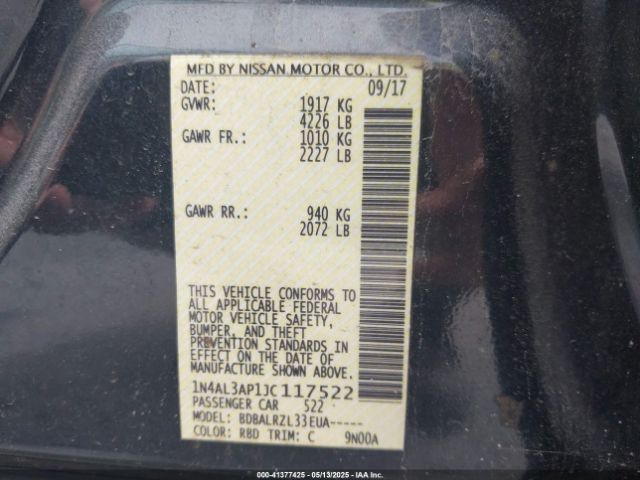 MFD BY NISSAN MOTOR CO., LTD.
DATE: 09/17
GVWR: 1917 KG
4226 LB
GAWR FR.: 1010 KG
2227 LB
GAWR RR.: 940 KG
2072 LB
THIS VEHICLE CONFORMS TO
ALL APPLICABLE FEDERAL
MOTOR VEHICLE SAFETY,
BUMPER, AND THEFT
PREVENTION STANDARDS IN
EFFECT ON THE DATE OF
MANUFACTURE SHOWN ABOVE.
1N4AL3AP1JC117522
PASSENGER CAR 522
MODEL: BDBALRZL33EUA-----
COLOR: RBD TRIM: C 9N00A
000-41377425 - 05/13/2025 - IAAI.COM